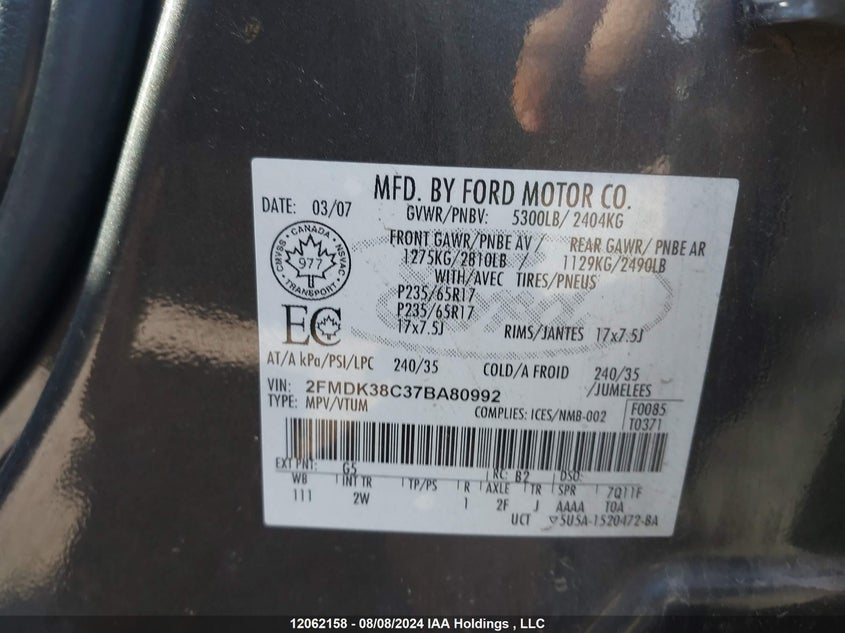 MFD. BY FORD MOTOR CO.
DATE: 03/07 GVWR/PNBV: 5300LB/ 2404KG
FRONT GAWR/PNBE AV / REAR GAWR/ PNBE AR
1275KG/2810LB / 1129KG/2490LB
WITH/AVEC TIRES/PNEUS
CMVSS · CANADA · NSVAC
977
TRANSPORT
P235/65R17
P235/65R17
17x7.5J RIMS/JANTES 17x7.5J
EC
AT/A kPa/PSI/LPC 240/35 COLD/A FROID 240/35
/JUMELEES
VIN: 2FMDK38C37BA80992
TYPE: MPV/VTUM COMPLIES: ICES/NMB-002
F0085
T0371
EXT PNT: G5 RC: B2 DSO:
WB INT TR TP/PS R AXLE TR SPR 7Q11F
111 2W 1 2F J AAAA T0A
UCT 5U5A-1520472-BA
12062158 - 08/08/2024 IAA Holdings , LLC